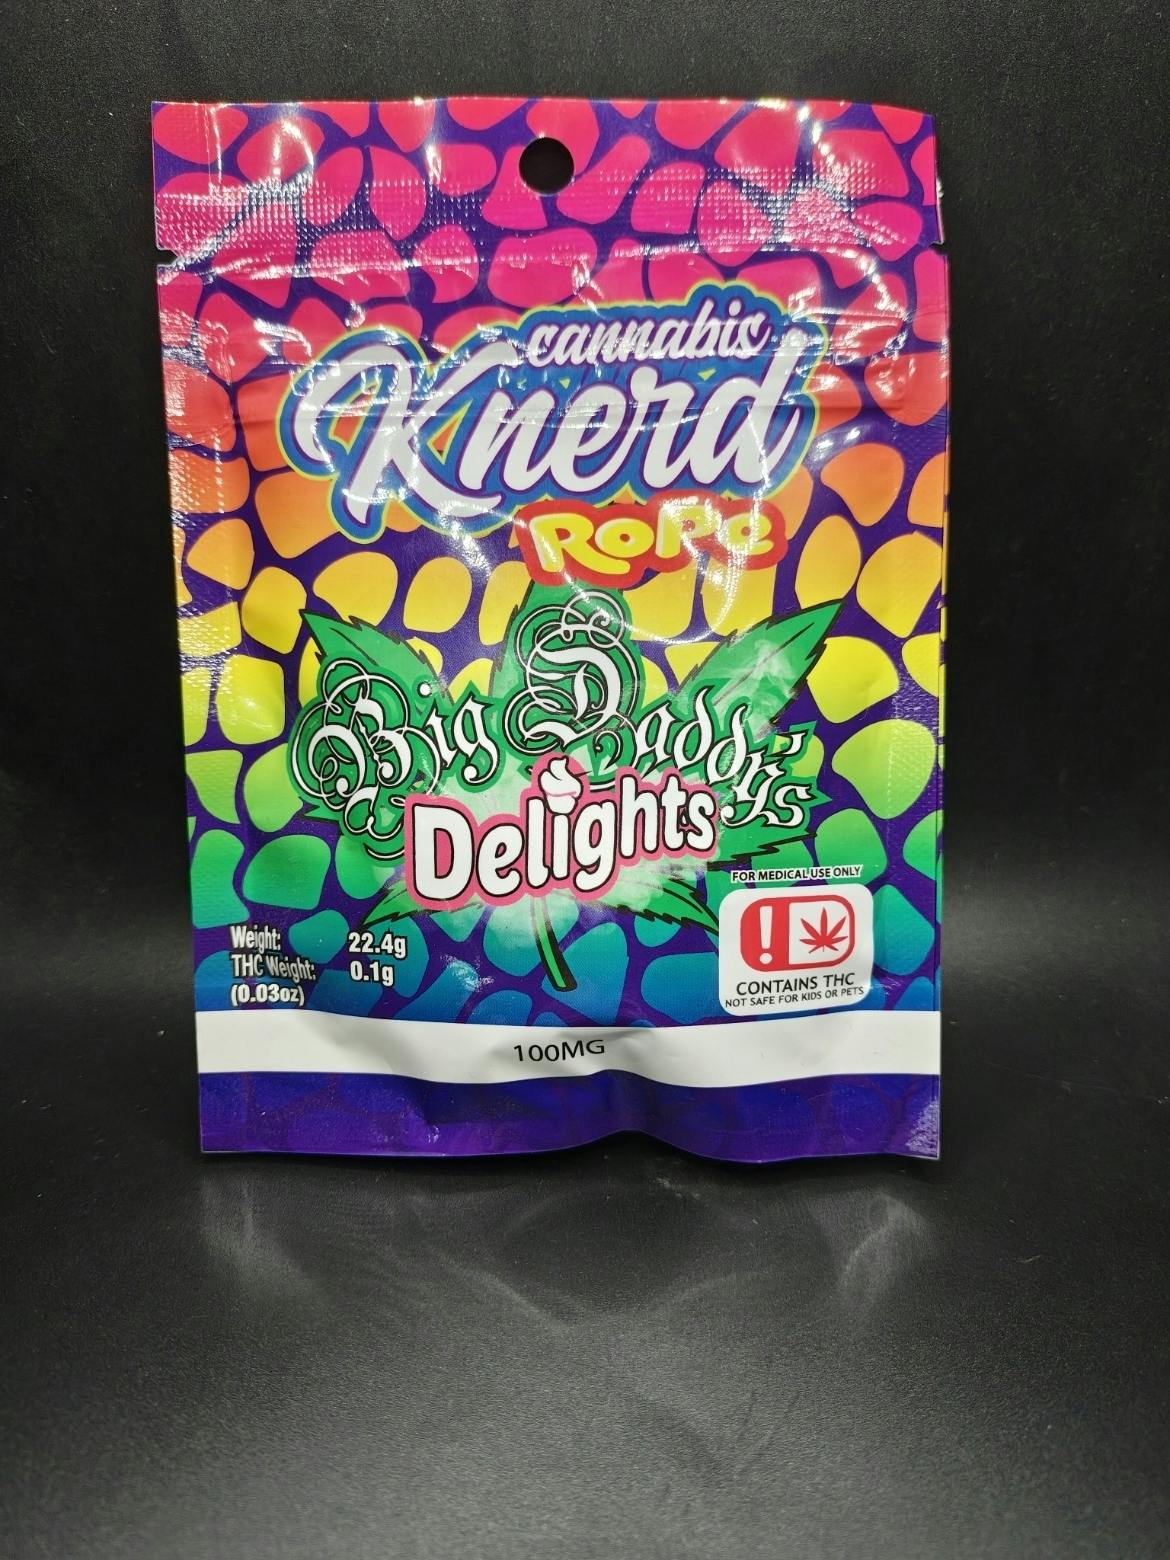 cannabis
Knerd
RoPe
Big Daddy's
Delights
FOR MEDICAL USE ONLY
!
CONTAINS THC
NOT SAFE FOR KIDS OR PETS
Weight: 22.4g
THC Weight: 0.1g
(0.03oz)
100MG